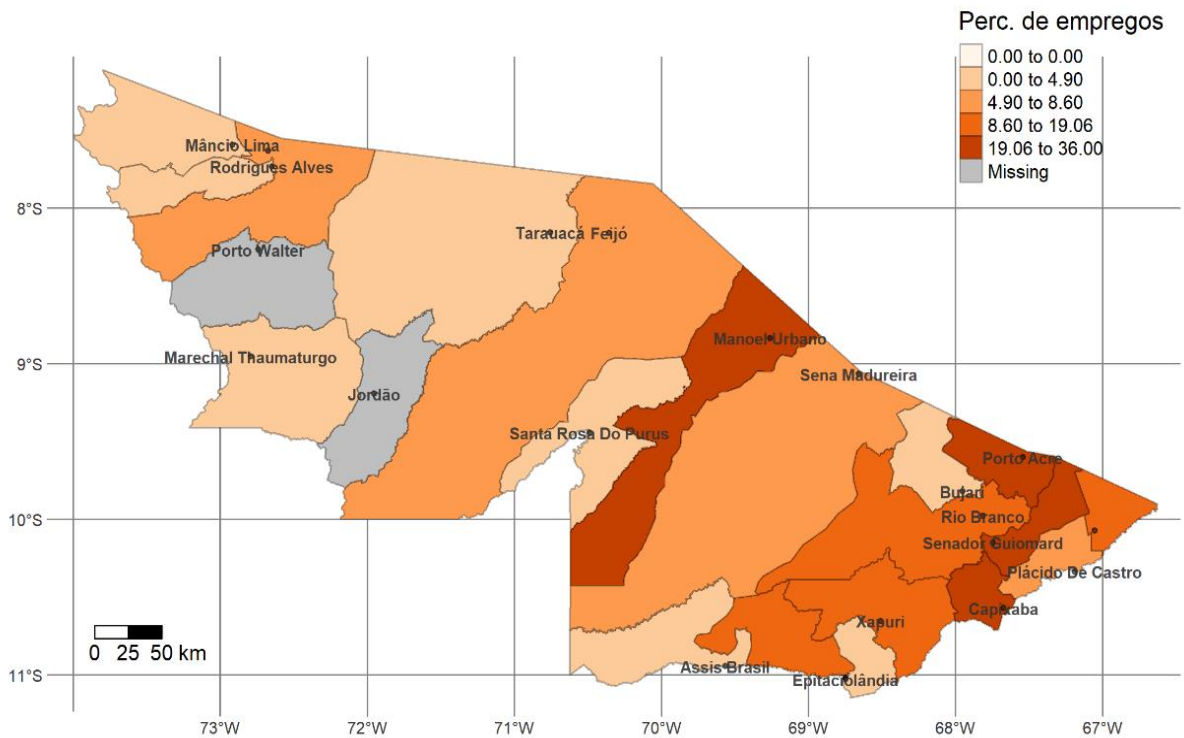 Perc. de empregos
0.00 to 0.00
0.00 to 4.90
4.90 to 8.60
8.60 to 19.06
19.06 to 36.00
Missing
Mâncio Lima
Rodrigues Alves
8°S
Tarauacá Feijó
Porto Walter
Manoel Urbano
Marechal Thaumaturgo
9°S
Sena Madureira
Jordão
Santa Rosa Do Purus
Porto Acre
Bujari
10°S
Rio Branco
Senador Guiomard
Plácido De Castro
Capixaba
Xapuri
0 25 50 km
11°S
Assis Brasil
Epitaciolândia
73°W 72°W 71°W 70°W 69°W 68°W 67°W